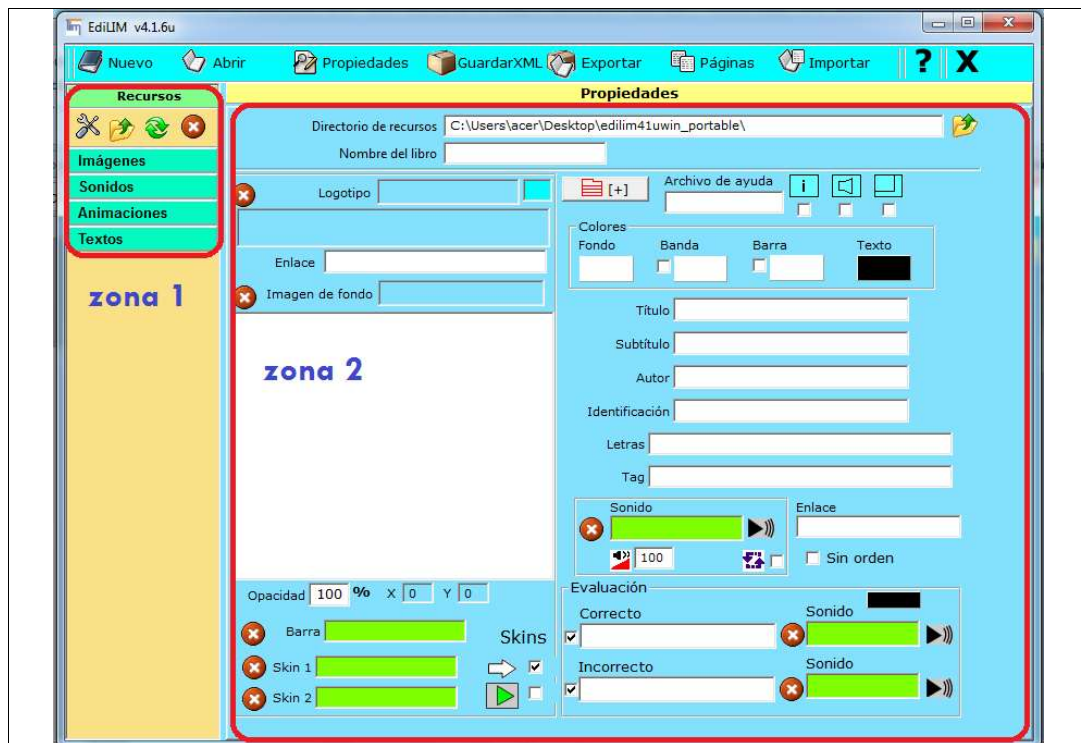 EdiLIM v4.1.6u
Nuevo Abrir Propiedades GuardarXML Exportar Páginas Importar ? X
Recursos
Imágenes
Sonidos
Animaciones
Textos
zona 1
Propiedades
Directorio de recursos C:\Users\acer\Desktop\edilim41uwin_portable\
Nombre del libro
Logotipo
Enlace
Imagen de fondo
zona 2
Opacidad 100 % X 0 Y 0
Barra
Skins
Skin 1
Skin 2
[+] Archivo de ayuda i
Colores
Fondo Banda Barra Texto
Título
Subtítulo
Autor
Identificación
Letras
Tag
Sonido Enlace
100 Sin orden
Evaluación
Correcto Sonido
Incorrecto Sonido